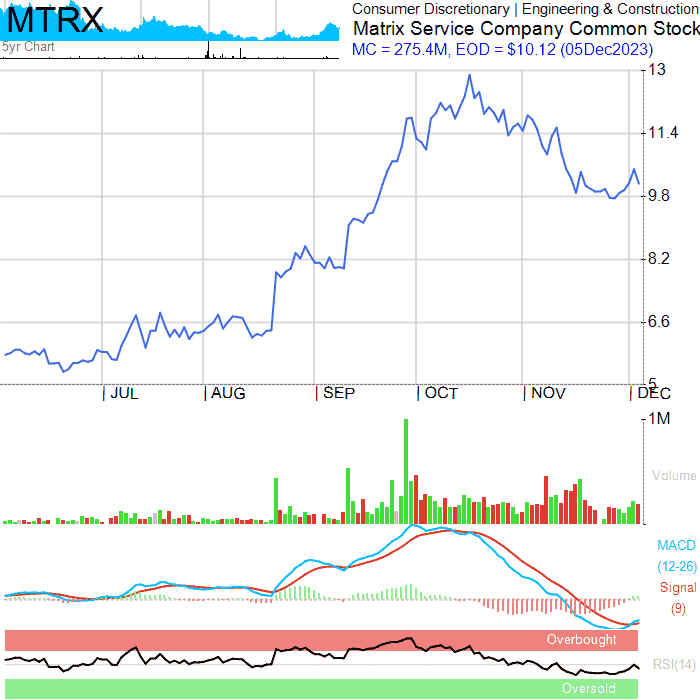 MTRX
5yr Chart
Consumer Discretionary | Engineering & Construction
Matrix Service Company Common Stock
MC = 275.4M, EOD = $10.12 (05Dec2023)
13
11.4
9.8
8.2
6.6
5
JUL
AUG
SEP
OCT
NOV
DEC
1M
Volume
MACD
(12-26)
Signal
(9)
Overbought
RSI(14)
Oversold